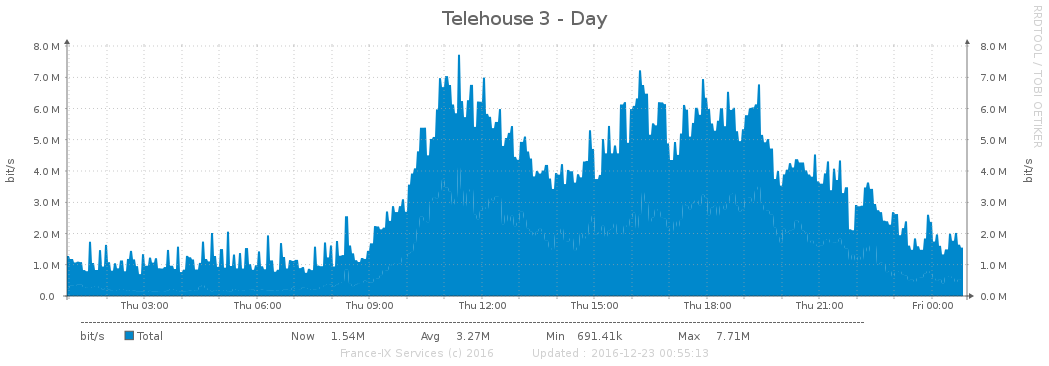 Telehouse 3 - Day
RRDTOOL / TOBI OETIKER
bit/s
8.0 M 8.0 M
7.0 M 7.0 M
6.0 M 6.0 M
5.0 M 5.0 M
4.0 M 4.0 M
3.0 M 3.0 M
2.0 M 2.0 M
1.0 M 1.0 M
0.0 0.0 M
bit/s
Thu 03:00 Thu 06:00 Thu 09:00 Thu 12:00 Thu 15:00 Thu 18:00 Thu 21:00 Fri 00:00
bit/s Total Now 1.54M Avg 3.27M Min 691.41k Max 7.71M
France-IX Services (c) 2016 Updated : 2016-12-23 00:55:13